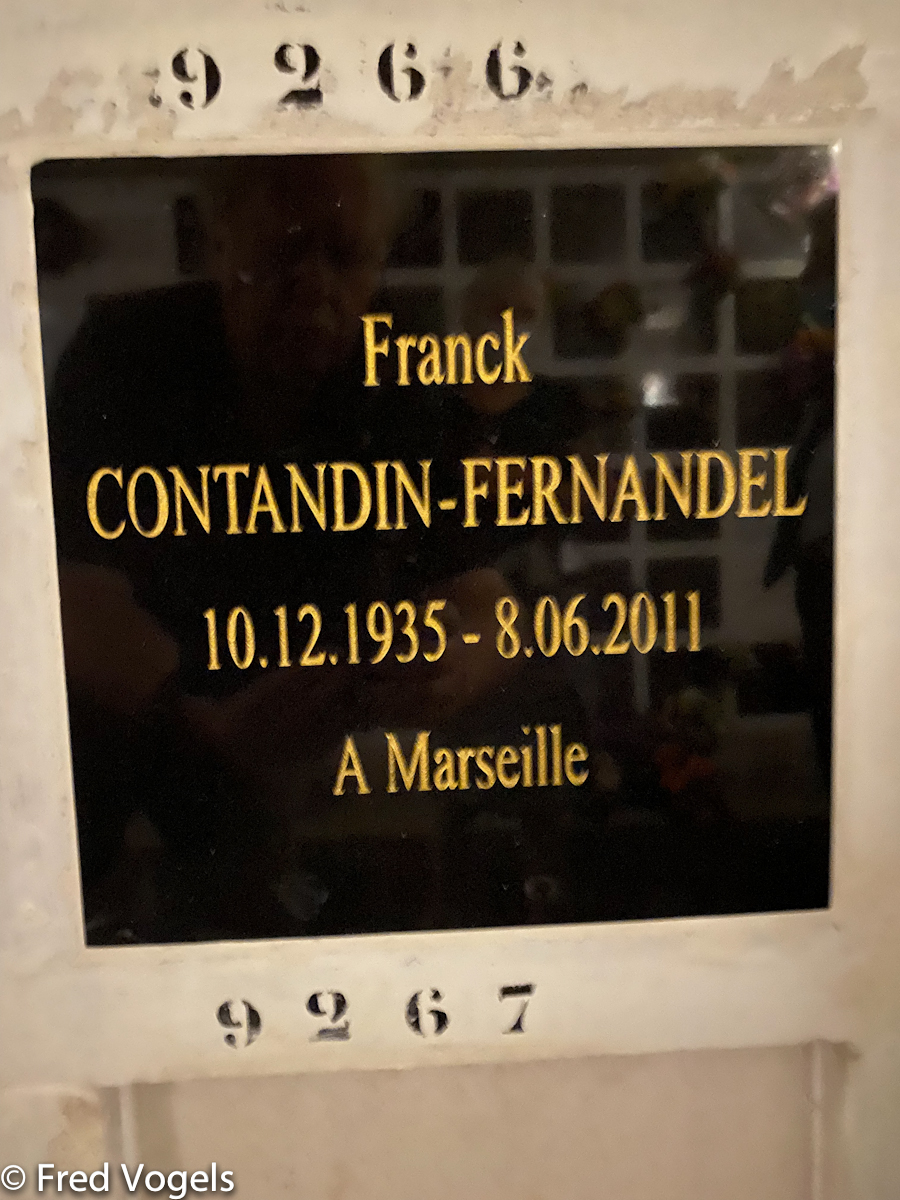 9266
Franck
CONTANDIN-FERNANDEL
10.12.1935 - 8.06.2011
A Marseille
9267
© Fred Vogels